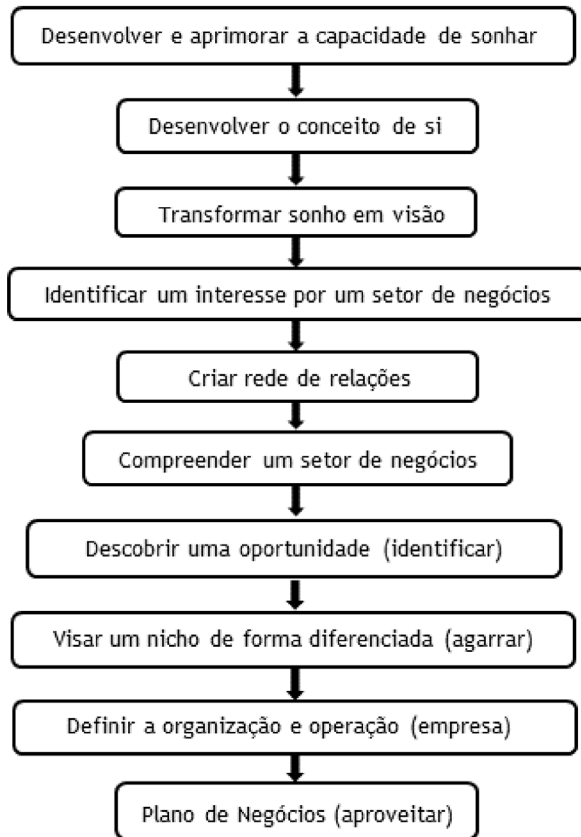 Desenvolver e aprimorar a capacidade de sonhar
Desenvolver o conceito de si
Transformar sonho em visão
Identificar um interesse por um setor de negócios
Criar rede de relações
Compreender um setor de negócios
Descobrir uma oportunidade (identificar)
Visar um nicho de forma diferenciada (agarrar)
Definir a organização e operação (empresa)
Plano de Negócios (aproveitar)